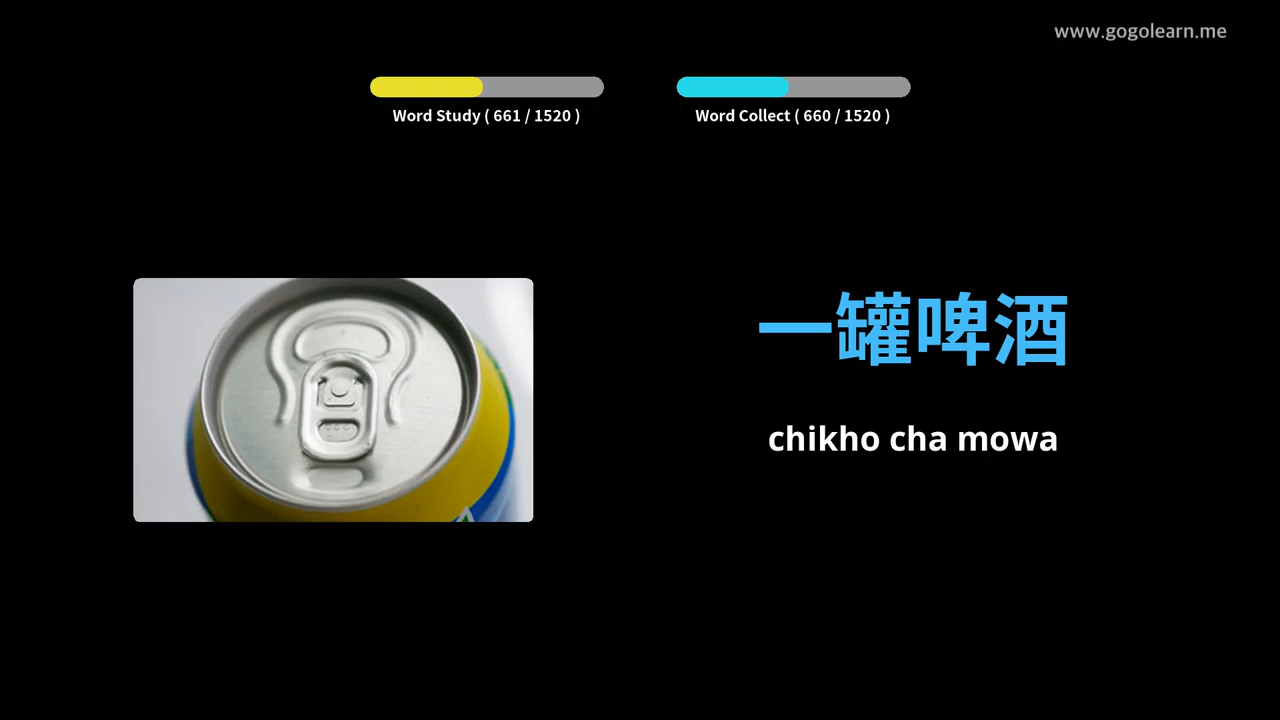 www.gogolearn.me
Word Study ( 661 / 1520 )
Word Collect ( 660 / 1520 )
一罐啤酒
chikho cha mowa